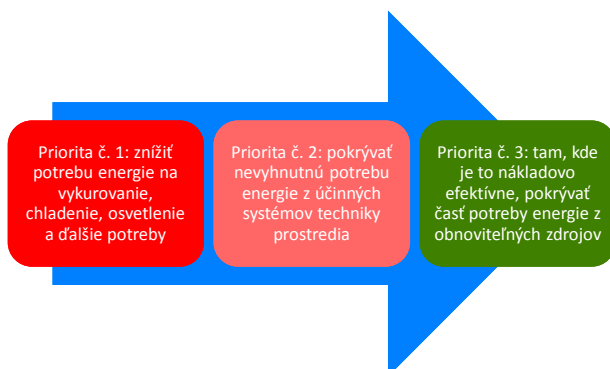 Priorita č. 1: znížiť
potrebu energie na
vykurovanie,
chladenie, osvetlenie
a ďalšie potreby
Priorita č. 2: pokrývať
nevyhnutnú potrebu
energie z účinných
systémov techniky
prostredia
Priorita č. 3: tam, kde
je to nákladovo
efektívne, pokrývať
časť potreby energie z
obnoviteľných zdrojov